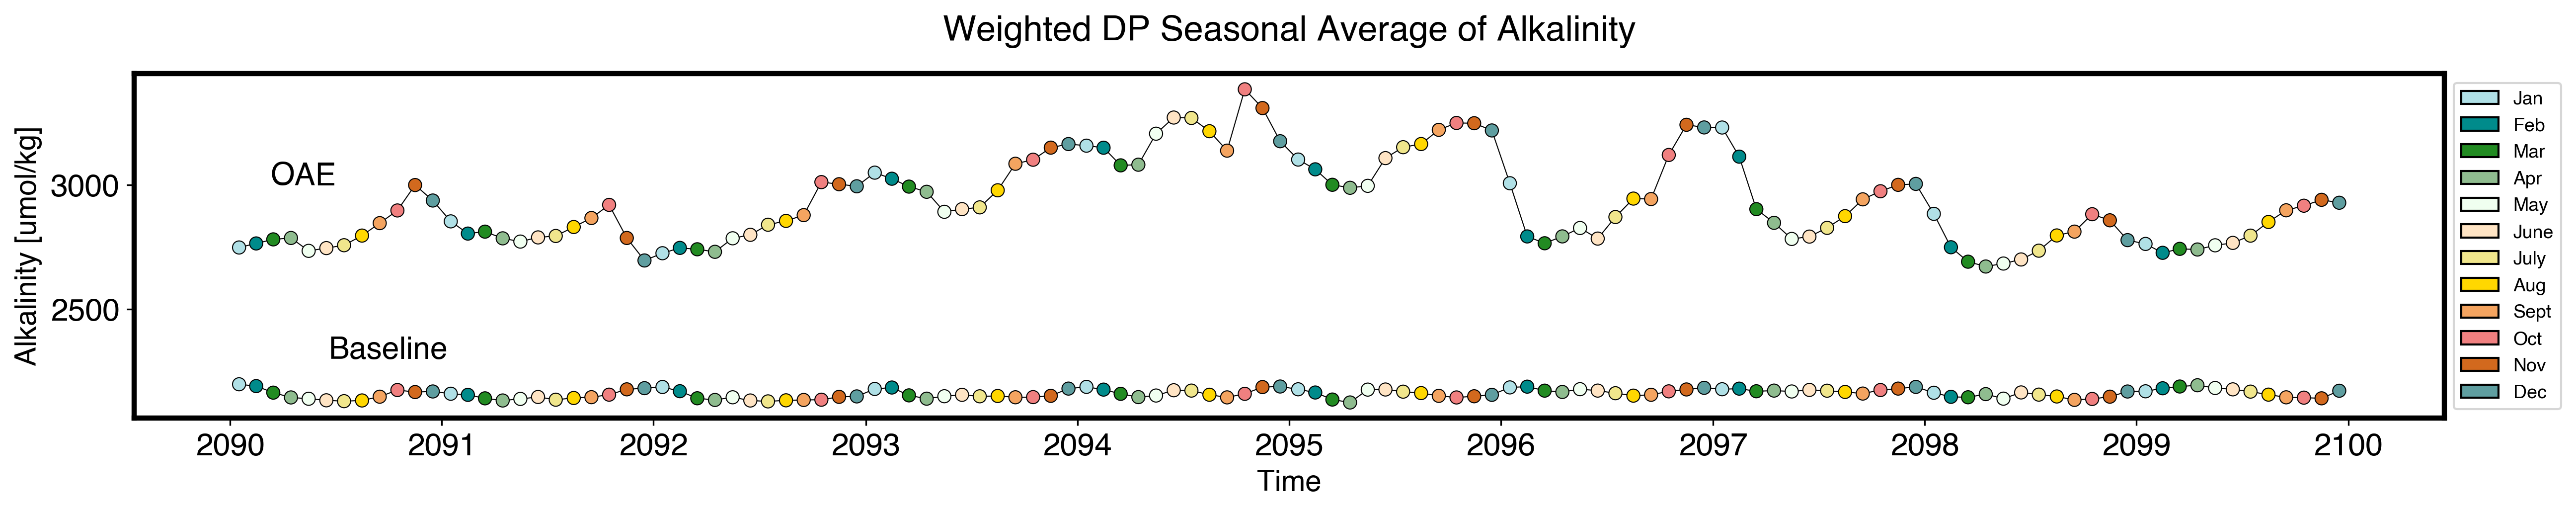 Weighted DP Seasonal Average of Alkalinity
Alkalinity [umol/kg]
3000
2500
OAE
Baseline
2090 2091 2092 2093 2094 2095 2096 2097 2098 2099 2100
Time
Jan
Feb
Mar
Apr
May
June
July
Aug
Sept
Oct
Nov
Dec